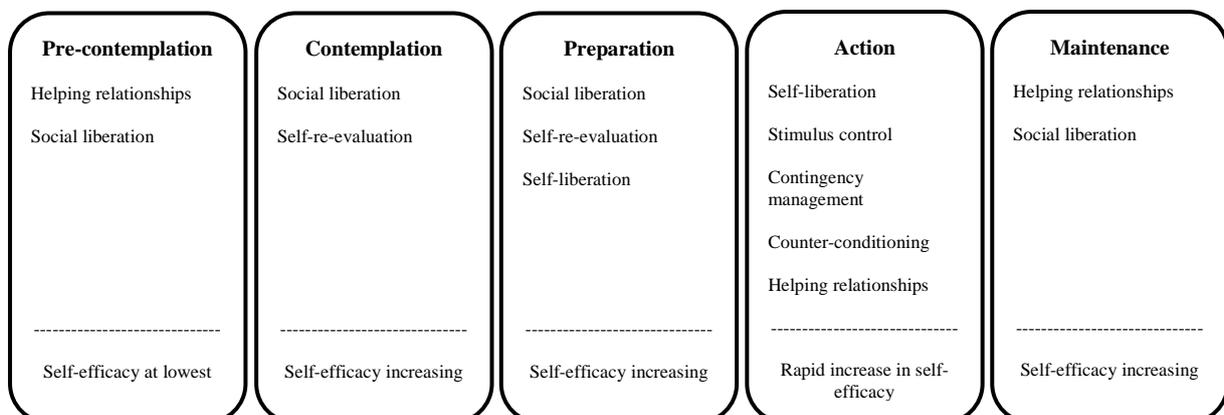 Pre-contemplation
Helping relationships
Social liberation
-----------------------------
Self-efficacy at lowest
Contemplation
Social liberation
Self-re-evaluation
-----------------------------
Self-efficacy increasing
Preparation
Social liberation
Self-re-evaluation
Self-liberation
-----------------------------
Self-efficacy increasing
Action
Self-liberation
Stimulus control
Contingency
management
Counter-conditioning
Helping relationships
-----------------------------
Rapid increase in self-
efficacy
Maintenance
Helping relationships
Social liberation
-----------------------------
Self-efficacy increasing